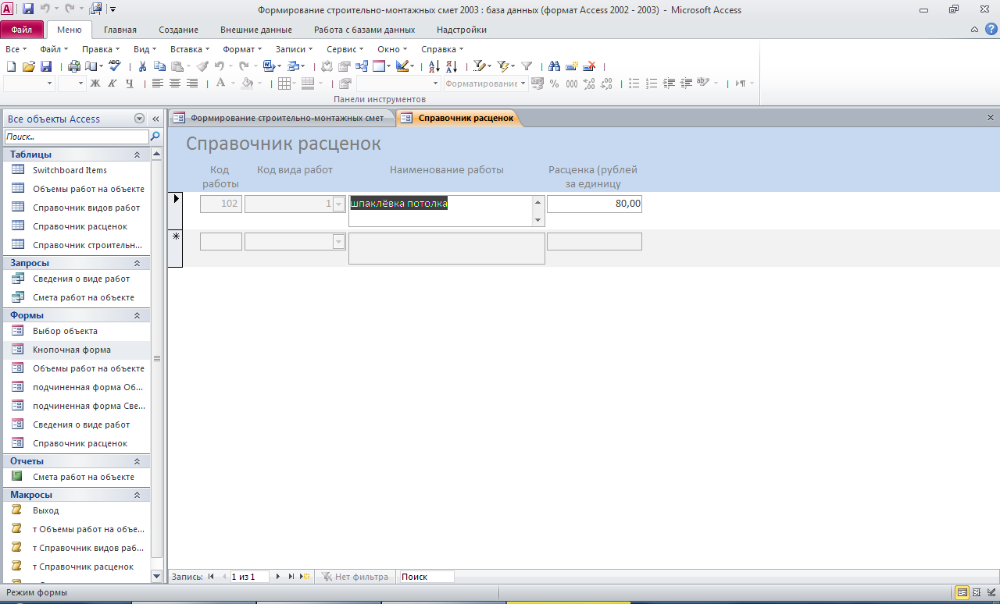 Формирование строительно-монтажных смет 2003 : база данных (формат Access 2002 - 2003) - Microsoft Access
Файл Меню Главная Создание Внешние данные Работа с базами данных Надстройки
Все Файл Правка Вид Вставка Формат Записи Сервис Окно Справка
Ж К Ч A Форматирование % 000
Панели инструментов
Все объекты Access
Формирование строительно-монтажных смет
Справочник расценок
Поиск...
Таблицы
Switchboard Items
Объемы работ на объекте
Справочник видов работ
Справочник расценок
Справочник строительн...
Запросы
Сведения о виде работ
Смета работ на объекте
Формы
Выбор объекта
Кнопочная форма
Объемы работ на объекте
подчиненная форма Об...
подчиненная форма Све...
Сведения о виде работ
Справочник расценок
Отчеты
Смета работ на объекте
Макросы
Выход
т Объемы работ на объе...
т Справочник видов раб...
т Справочник расценок
Справочник расценок
Код работы
Код вида работ
Наименование работы
Расценка (рублей за единицу
102 1 шпаклёвка потолка 80,00
Запись: 1 из 1 Нет фильтра Поиск
Режим формы